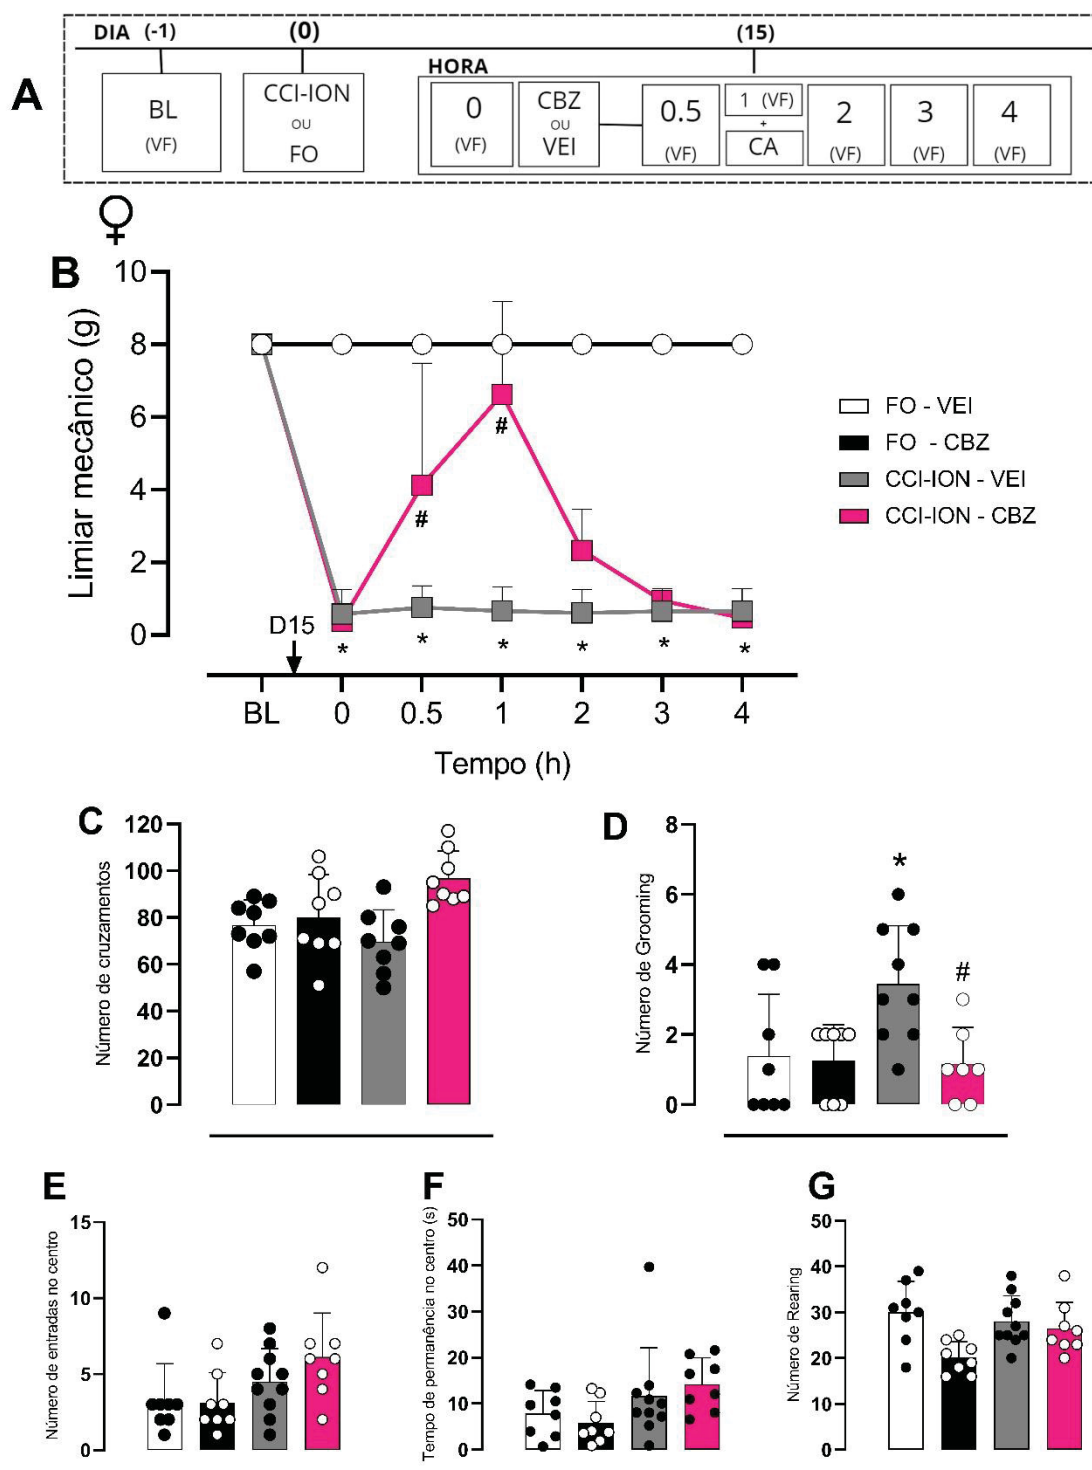 DIA (-1) (0) (15)
A
BL
(VF)
CCI-ION
OU
FO
HORA
0
(VF)
CBZ
OU
VEI
0.5
(VF)
1 (VF)
+
CA
2
(VF)
3
(VF)
4
(VF)
♀
B
Limiar mecânico (g)
10
8
6
4
2
0
D15
#
#
* * * * * *
BL 0 0.5 1 2 3 4
Tempo (h)
FO - VEI
FO - CBZ
CCI-ION - VEI
CCI-ION - CBZ
C
Número de cruzamentos
120
100
80
60
40
20
0
D
Número de Grooming
8
6
4
2
0
*
#
E
Número de entradas no centro
15
10
5
0
F
Tempo de permanência no centro (s)
50
40
30
20
10
0
G
Número de Rearing
50
40
30
20
10
0